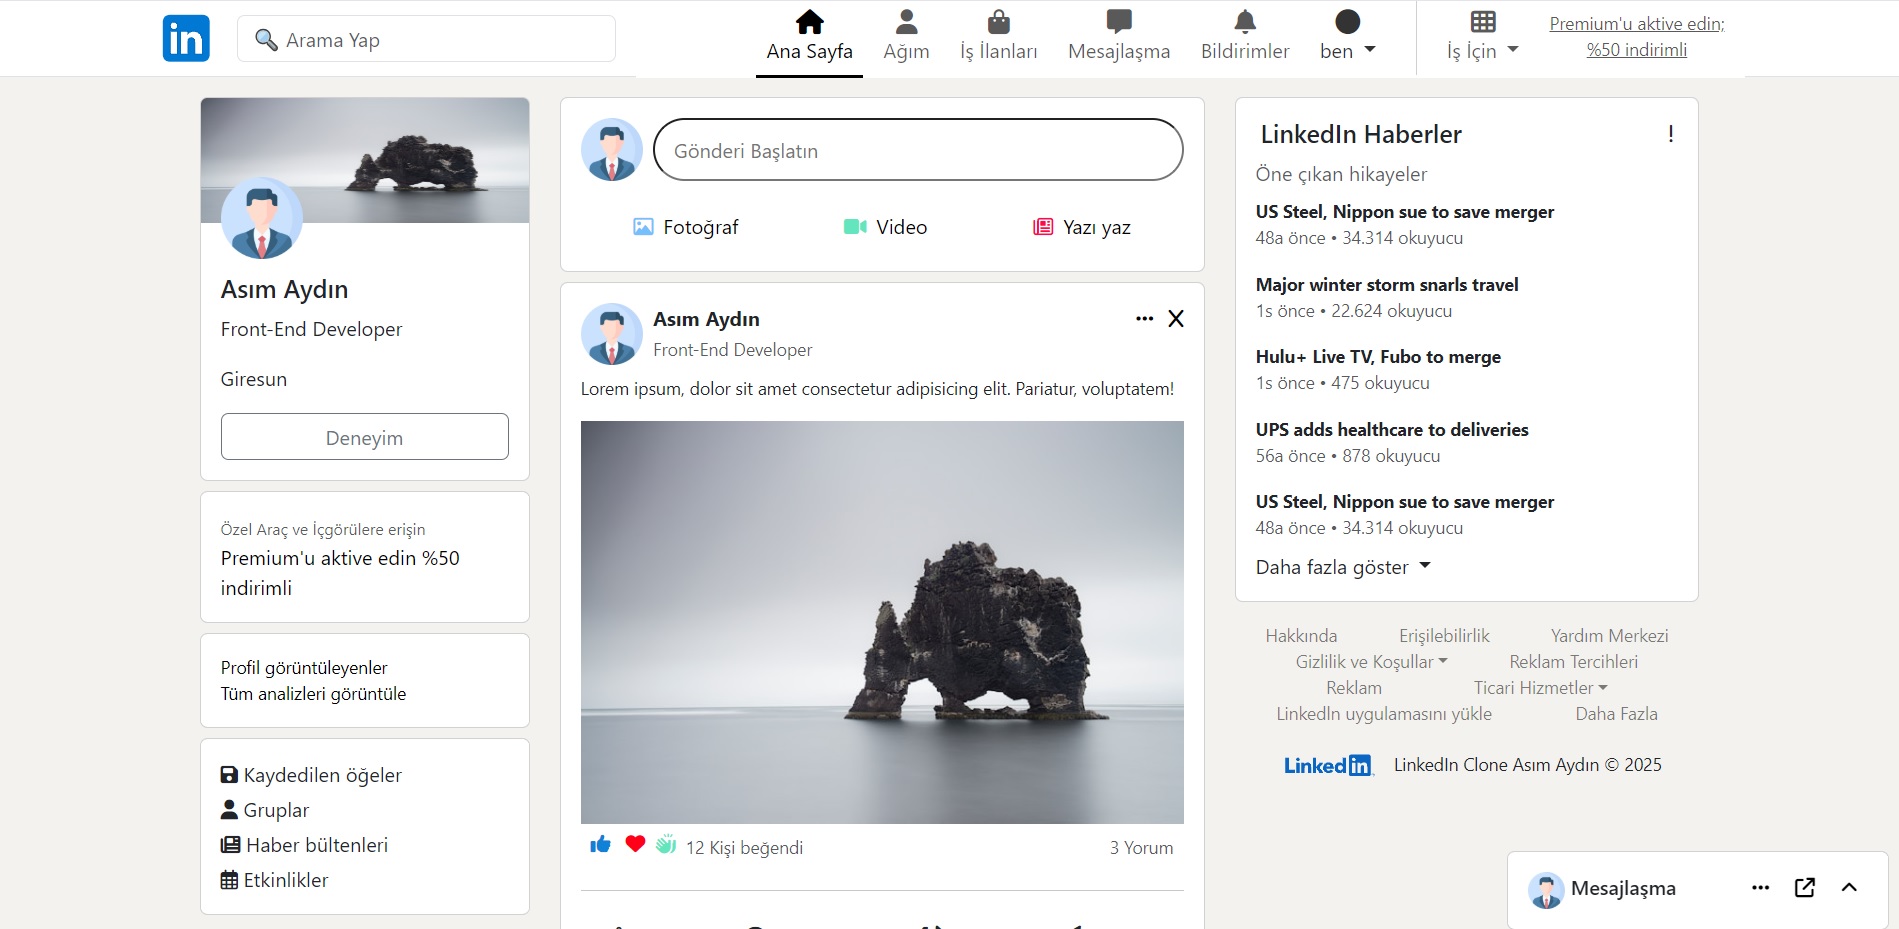 in
Arama Yap
Ana Sayfa
Ağım
İş İlanları
Mesajlaşma
Bildirimler
ben
İş İçin
Premium'u aktive edin;
%50 indirimli
Asım Aydın
Front-End Developer
Giresun
Deneyim
Özel Araç ve İçgörülere erişin
Premium'u aktive edin %50
indirimli
Profil görüntüleyenler
Tüm analizleri görüntüle
Kaydedilen öğeler
Gruplar
Haber bültenleri
Etkinlikler
Gönderi Başlatın
Fotoğraf
Video
Yazı yaz
Asım Aydın
Front-End Developer
Lorem ipsum, dolor sit amet consectetur adipisicing elit. Pariatur, voluptatem!
12 Kişi beğendi
3 Yorum
LinkedIn Haberler
!
Öne çıkan hikayeler
US Steel, Nippon sue to save merger
48a önce • 34.314 okuyucu
Major winter storm snarls travel
1s önce • 22.624 okuyucu
Hulu+ Live TV, Fubo to merge
1s önce • 475 okuyucu
UPS adds healthcare to deliveries
56a önce • 878 okuyucu
US Steel, Nippon sue to save merger
48a önce • 34.314 okuyucu
Daha fazla göster
Hakkında Erişilebilirlik Yardım Merkezi
Gizlilik ve Koşullar Reklam Tercihleri
Reklam Ticari Hizmetler
LinkedIn uygulamasını yükle Daha Fazla
LinkedIn LinkedIn Clone Asım Aydın © 2025
Mesajlaşma